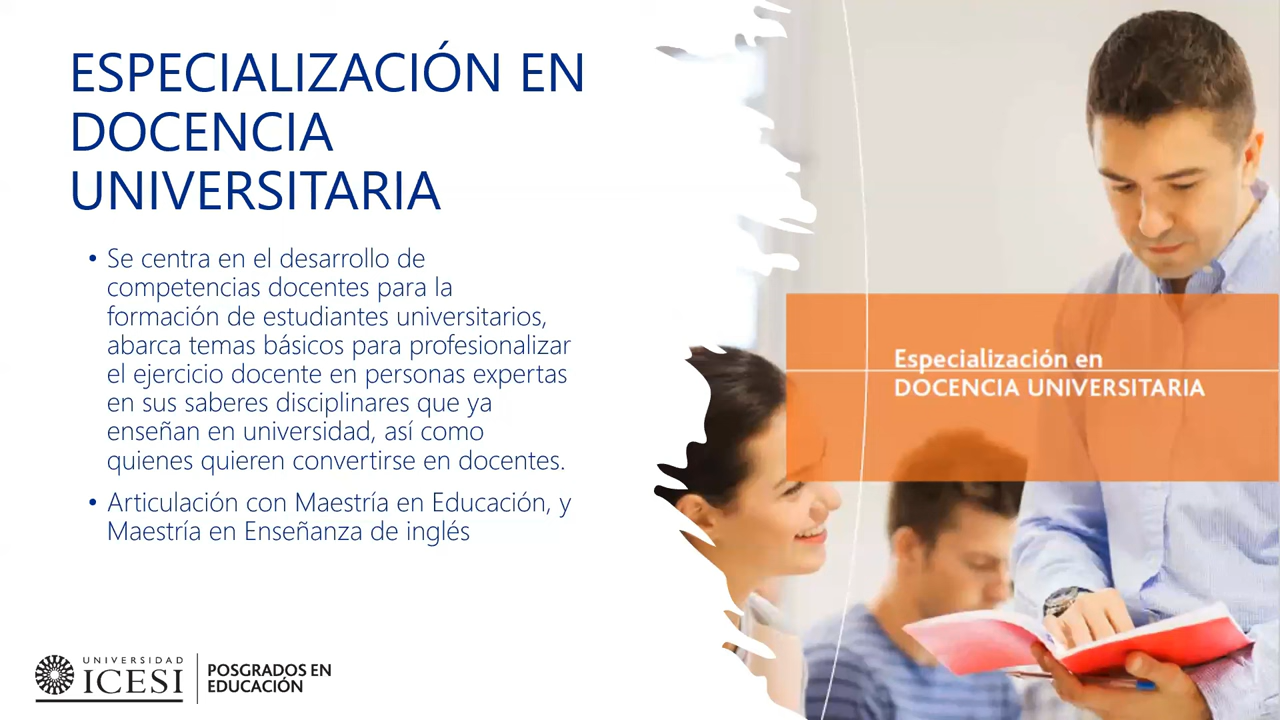 ESPECIALIZACIÓN EN
DOCENCIA
UNIVERSITARIA
• Se centra en el desarrollo de
competencias docentes para la
formación de estudiantes universitarios,
abarca temas básicos para profesionalizar
el ejercicio docente en personas expertas
en sus saberes disciplinares que ya
enseñan en universidad, así como
quienes quieren convertirse en docentes.
• Articulación con Maestría en Educación, y
Maestría en Enseñanza de inglés
Especialización en
DOCENCIA UNIVERSITARIA
UNIVERSIDAD
ICESI
POSGRADOS EN
EDUCACIÓN